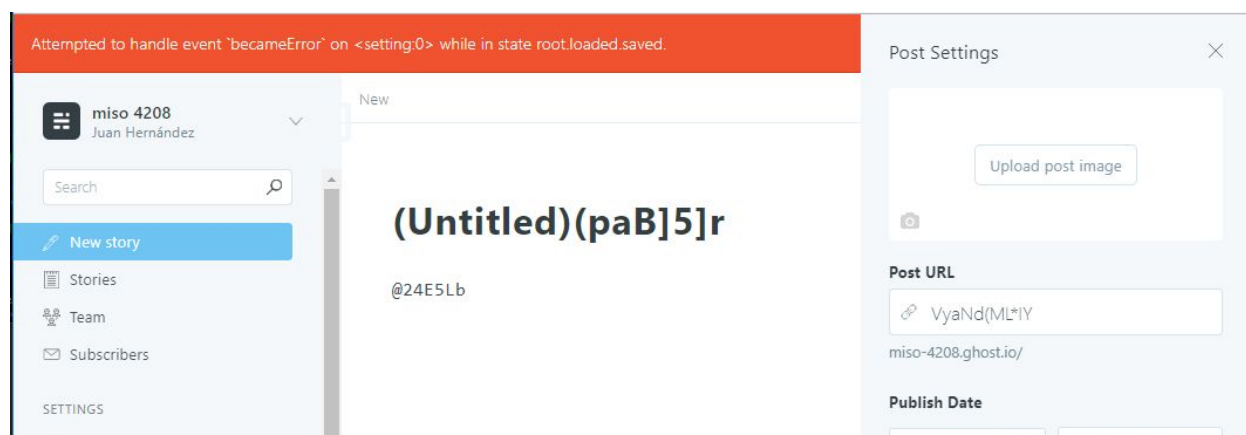 Attempted to handle event `becameError` on <setting:0> while in state root.loaded.saved.
miso 4208
Juan Hernández
Search
New story
Stories
Team
Subscribers
SETTINGS
New
(Untitled)(paB]5]r
@24E5Lb
Post Settings
Upload post image
Post URL
VyaNd(ML*IY
miso-4208.ghost.io/
Publish Date